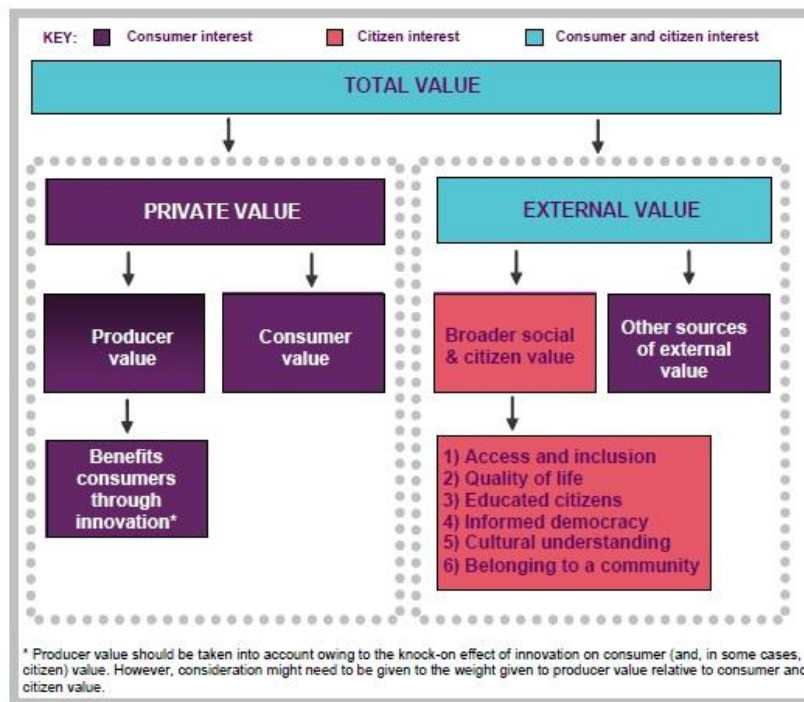 KEY: Consumer interest Citizen interest Consumer and citizen interest
TOTAL VALUE
PRIVATE VALUE
EXTERNAL VALUE
Producer
value
Consumer
value
Broader social
& citizen value
Other sources
of external
value
Benefits
consumers
through
innovation*
1) Access and inclusion
2) Quality of life
3) Educated citizens
4) Informed democracy
5) Cultural understanding
6) Belonging to a community
* Producer value should be taken into account owing to the knock-on effect of innovation on consumer (and, in some cases,
citizen) value. However, consideration might need to be given to the weight given to producer value relative to consumer and
citizen value.